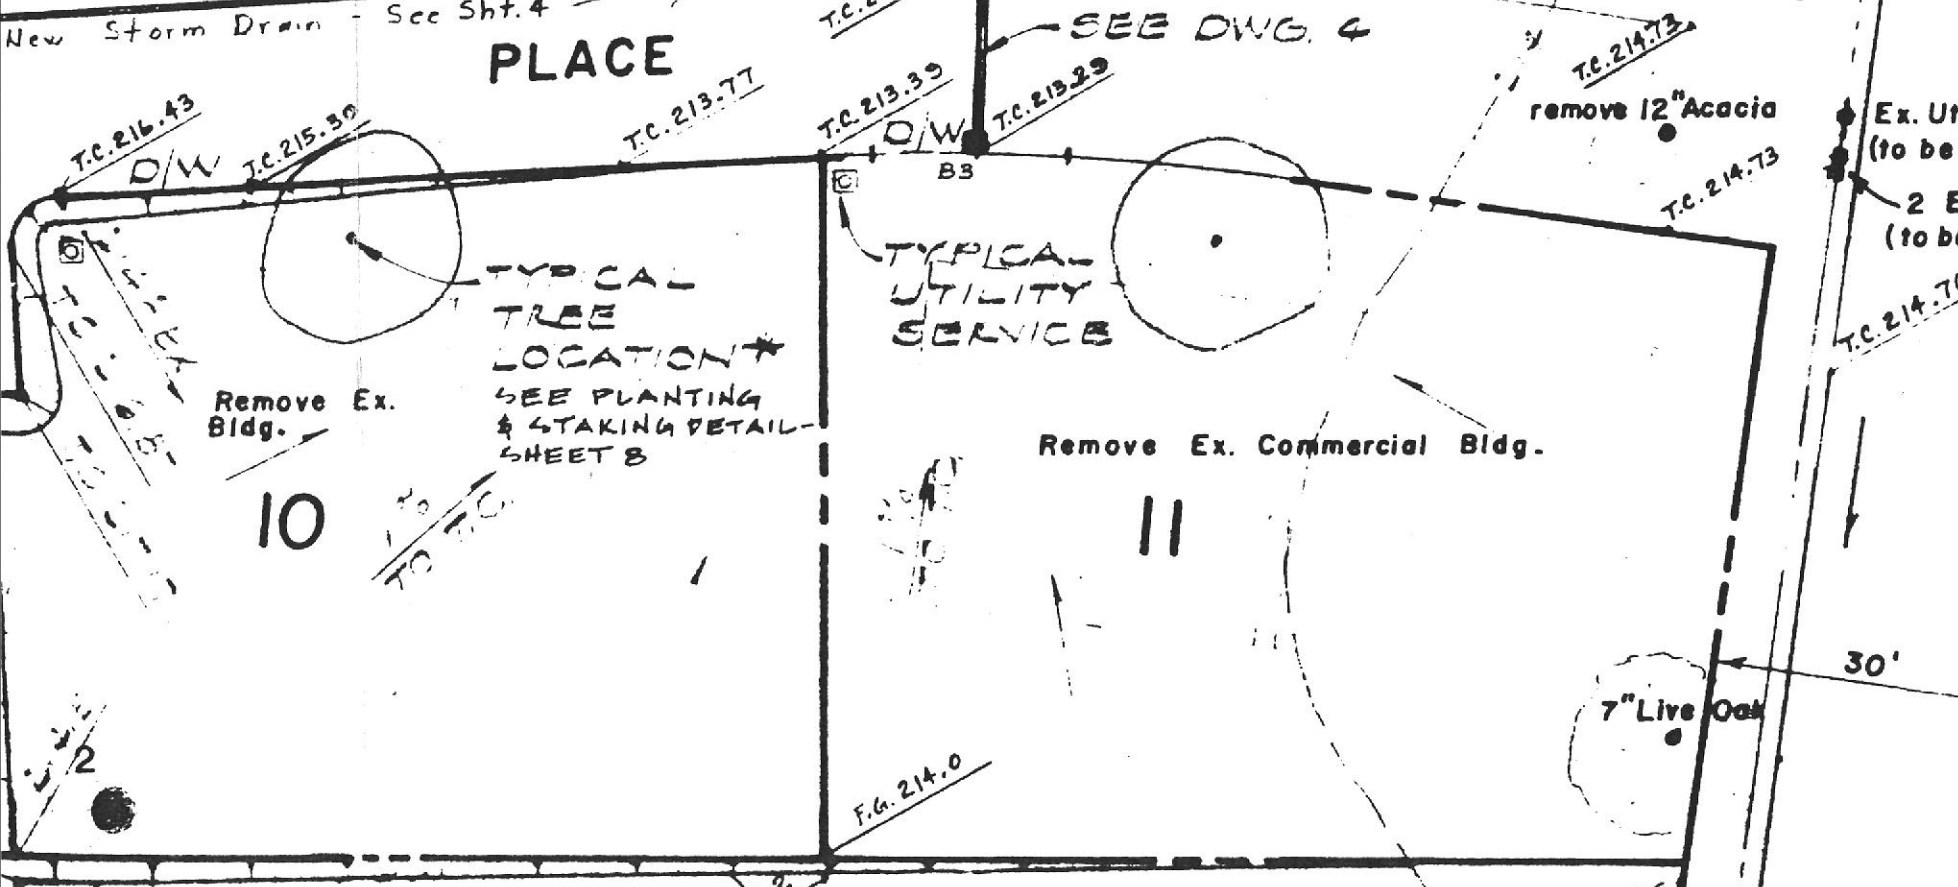 New Storm Drain - See Sht. 4
PLACE
SEE DWG. 4
T.C. 214.73
remove 12" Acacia
Ex. Ut
(to be
2 E
(to be
T.C. 216.43
D/W
T.C. 215.30
T.C. 213.77
T.C. 213.39
D/W
T.C. 213.29
B3
T.C. 214.73
TYPICAL
TREE
LOCATION*
SEE PLANTING
& STAKING DETAIL-
SHEET 8
TYPICAL
UTILITY
SERVICE
Remove Ex.
Bldg.
Remove Ex. Commercial Bldg.
10
11
TO T.C.
30'
7" Live Oak
2
F.G. 214.0